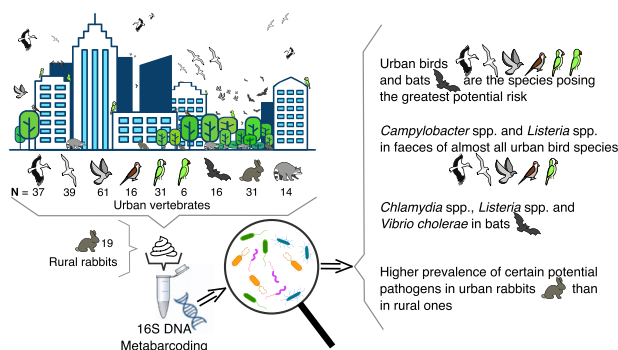 N = 37 39 61 16 31 6 16 31 14
Urban vertebrates
19
Rural rabbits
16S DNA
Metabarcoding
Urban birds
and bats are the species posing
the greatest potential risk
Campylobacter spp. and Listeria spp.
in faeces of almost all urban bird species
Chlamydia spp., Listeria spp. and
Vibrio cholerae in bats
Higher prevalence of certain potential
pathogens in urban rabbits than
in rural ones